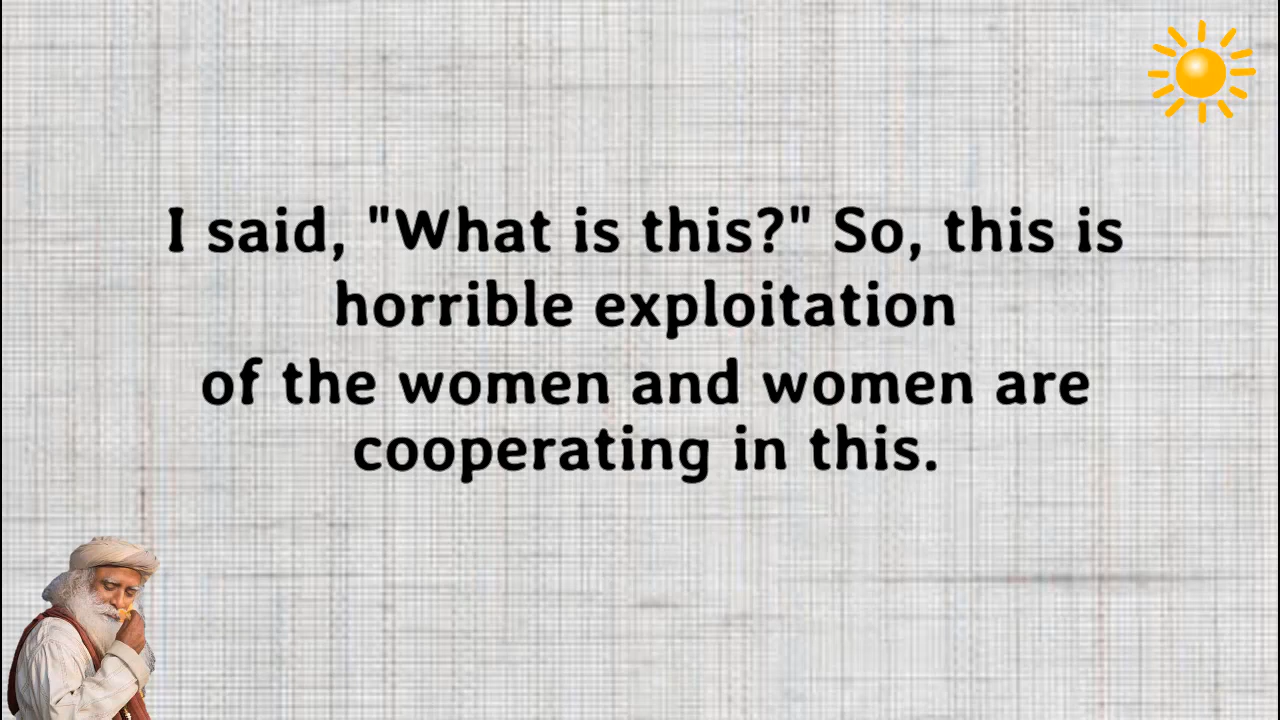 I said, "What is this?" So, this is
horrible exploitation
of the women and women are
cooperating in this.